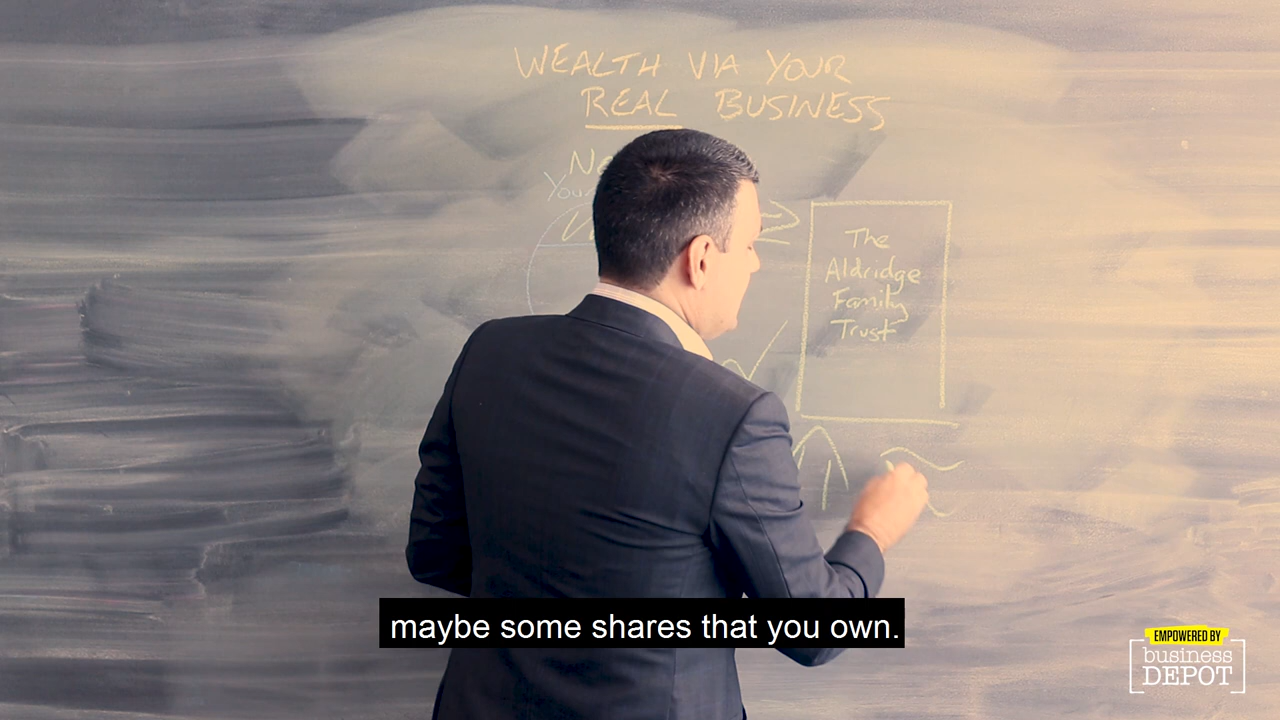 WEALTH VIA YOUR
REAL BUSINESS
The
Aldridge
Family
Trust
maybe some shares that you own.
EMPOWERED BY
business
DEPOT